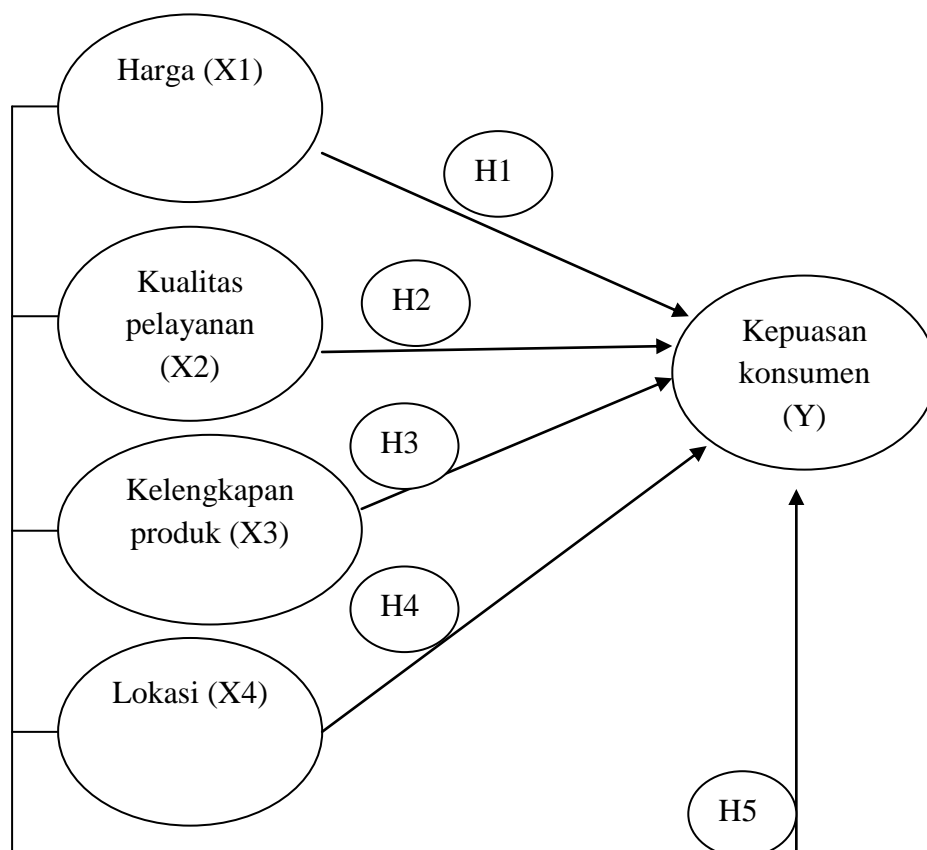 Harga (X1)
H1
Kualitas
pelayanan
(X2)
H2
Kepuasan
konsumen
(Y)
Kelengkapan
produk (X3)
H3
Lokasi (X4)
H4
H5